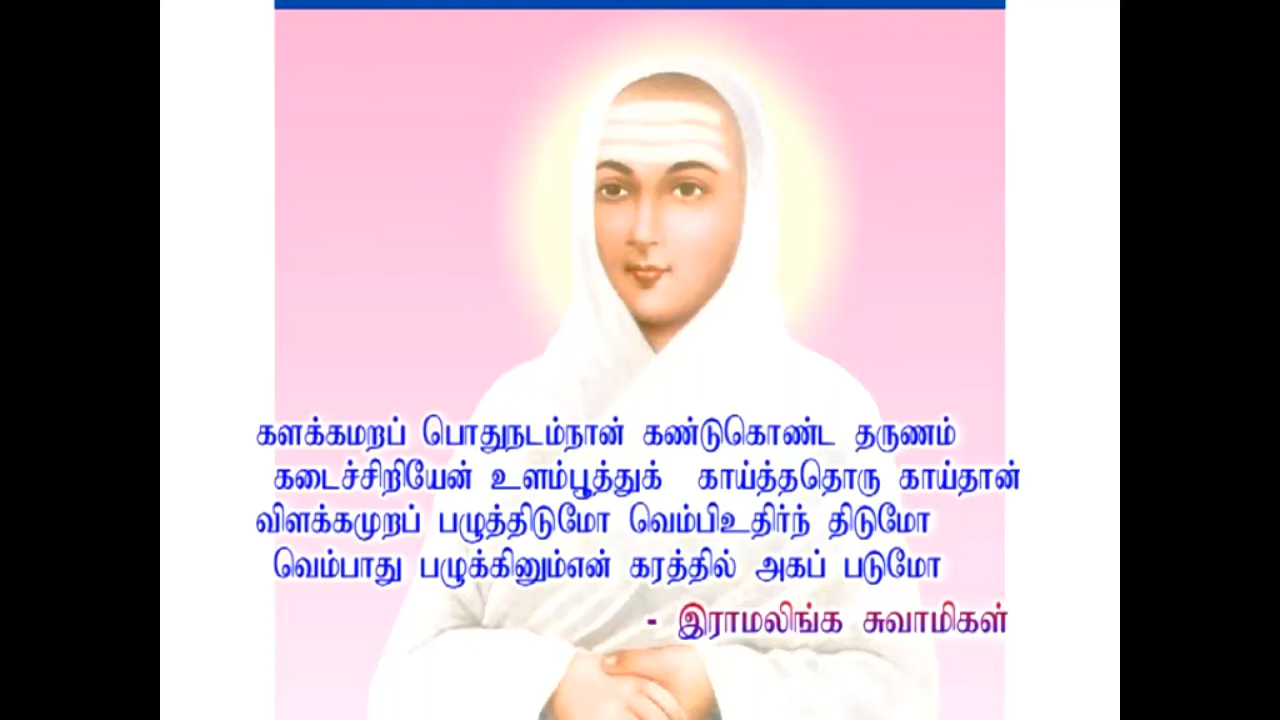 களக்கமறப் பொதுநடம்நான் கண்டுகொண்ட தருணம்
கடைச்சிறியேன் உளம்பூத்துக் காய்த்ததொரு காய்தான்
விளக்கமுறப் பழுத்திடுமோ வெம்பிஉதிர்ந் திடுமோ
வெம்பாது பழுக்கினும்என் கரத்தில் அகப் படுமோ
- இராமலிங்க சுவாமிகள்